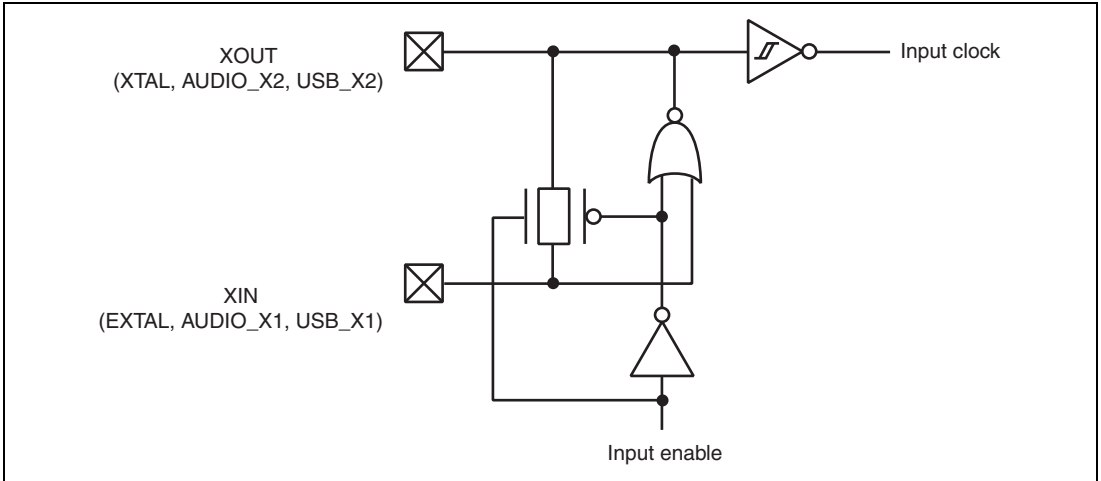 XOUT
(XTAL, AUDIO_X2, USB_X2)
Input clock
XIN
(EXTAL, AUDIO_X1, USB_X1)
Input enable